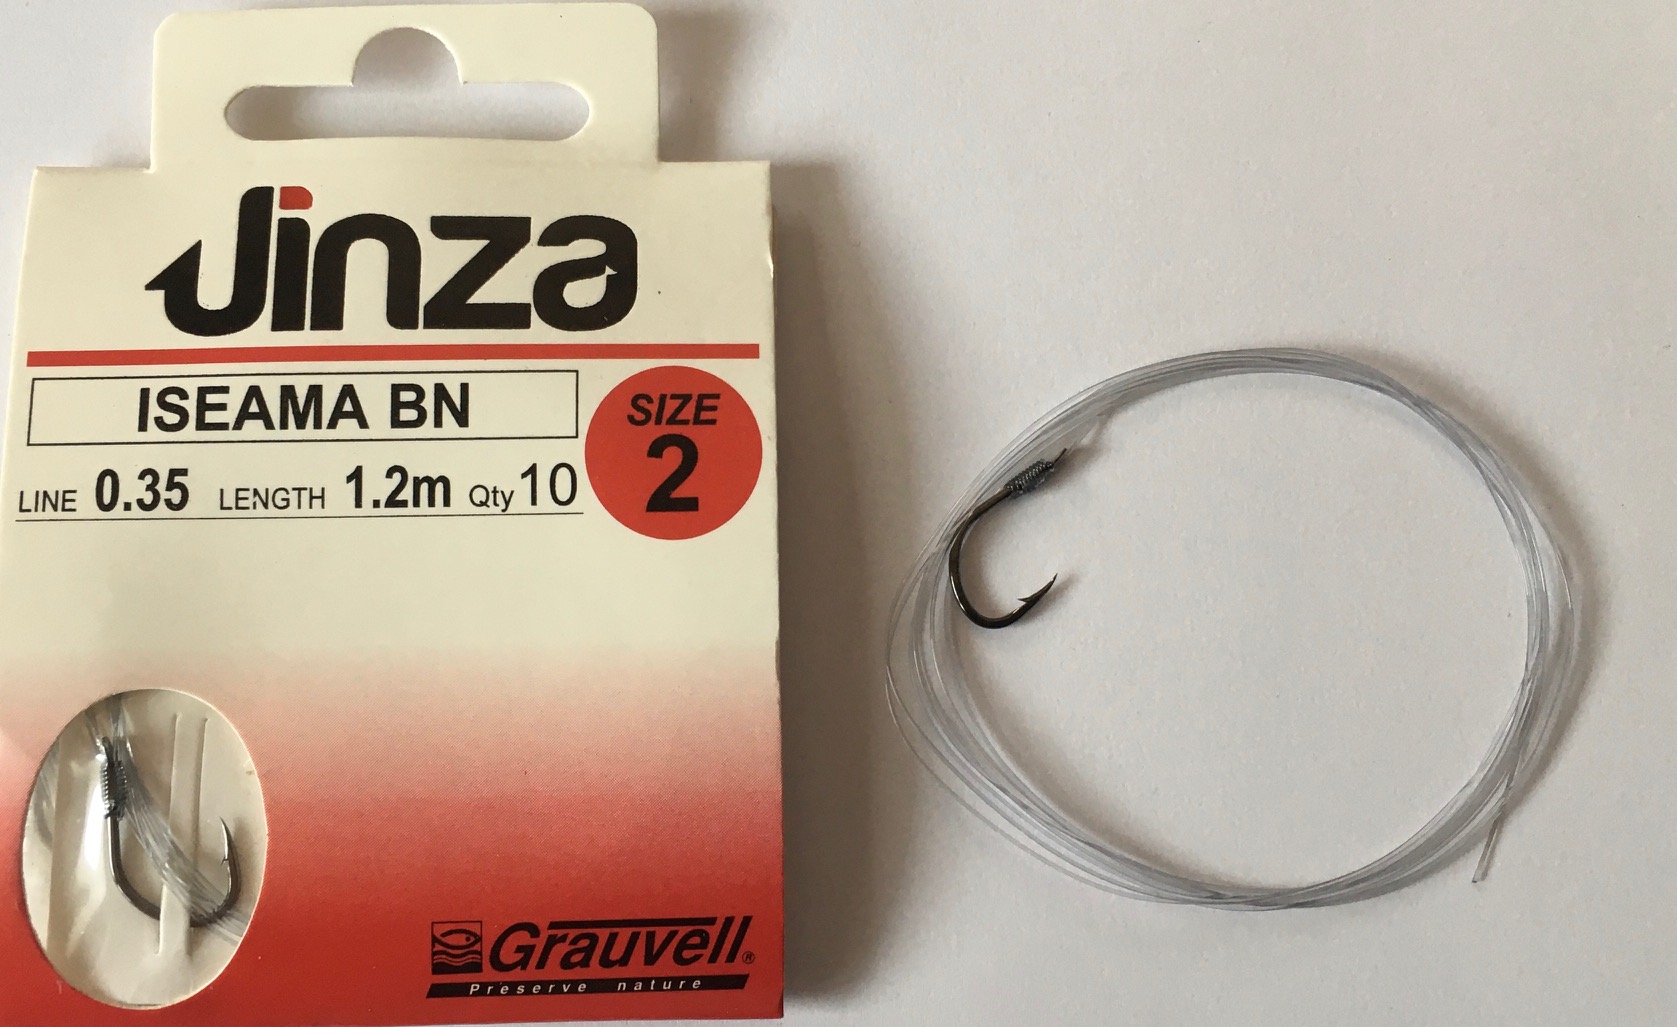 Jinza
ISEAMA BN
SIZE
2
LINE 0.35 LENGTH 1.2m Qty 10
Grauvell®
Preserve nature